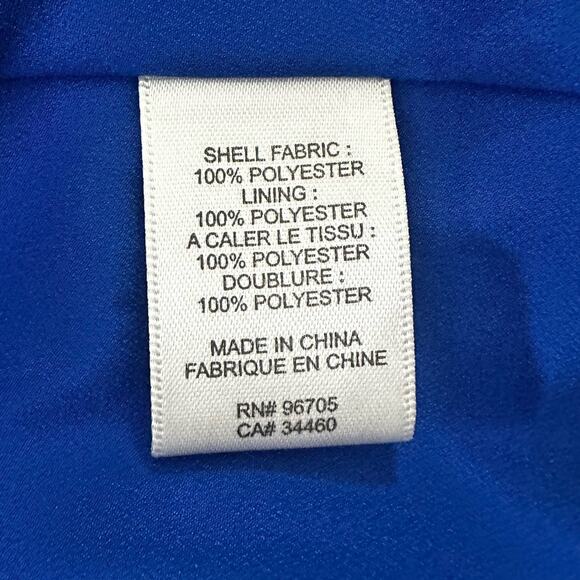 SHELL FABRIC :
100% POLYESTER
LINING :
100% POLYESTER
A CALER LE TISSU :
100% POLYESTER
DOUBLURE :
100% POLYESTER
MADE IN CHINA
FABRIQUE EN CHINE
RN# 96705
CA# 34460